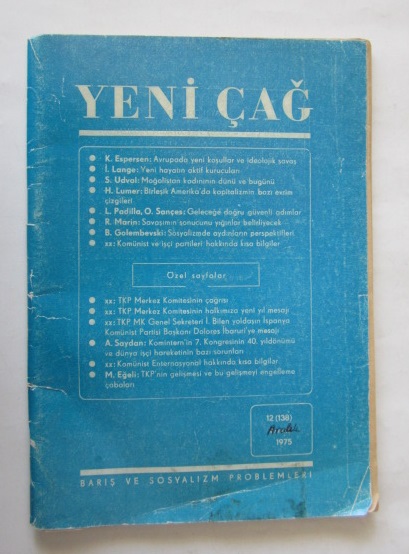 YENİ ÇAĞ
K. Espersen: Avrupada yeni koşullar ve ideolojik savaş
İ. Lange: Yeni hayatın aktif kurucuları
S. Udval: Moğolistan kadınının dünü ve bugünü
H. Lumer: Birleşik Amerika'da kapitalizmin bazı evrim
çizgileri
L. Padilla, O. Sançes: Geleceğe doğru güvenli adımlar
R. Marin: Savaşımın sonucunu yığınlar belirliyecek
B. Golembevski: Sosyalizmde aydınların perspektifleri
xx: Komünist ve işçi partileri hakkında kısa bilgiler
Özel sayfalar
xx: TKP Merkez Komitesinin çağrısı
xx: TKP Merkez Komitesinin halkımıza yeni yıl mesajı
xx: TKP MK Genel Sekreteri İ. Bilen yoldaşın İspanya
Komünist Partisi Başkanı Dolores İbaruri'ye mesajı
A. Saydan: Komintern'in 7. Kongresinin 40. yıldönümü
ve dünya işçi hareketinin bazı sorunları
xx: Komünist Enternasyonal hakkında kısa bilgiler
M. Eğeli: TKP'nin gelişmesi ve bu gelişmeyi engelleme
çabaları
12 (138)
Aralık
1975
BARIŞ VE SOSYALİZM PROBLEMLERİ